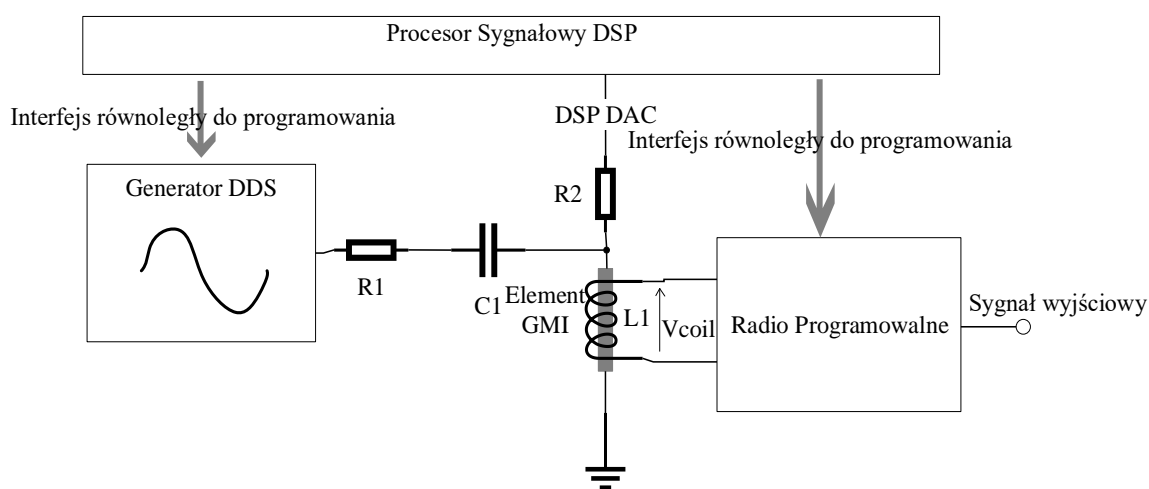 Procesor Sygnałowy DSP
Interfejs równoległy do programowania
DSP DAC
Interfejs równoległy do programowania
Generator DDS
R2
R1
C1
Element
GMI
L1
Vcoil
Radio Programowalne
Sygnał wyjściowy